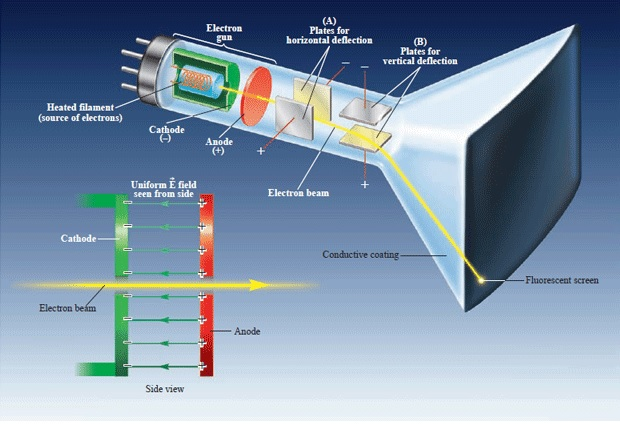 Electron
gun
(A)
Plates for
horizontal deflection
(B)
Plates for
vertical deflection
Heated filament
(source of electrons)
Cathode
(–)
Anode
(+)
Electron beam
Conductive coating
Fluorescent screen
Uniform E⃗ field
seen from side
Cathode
Electron beam
Anode
Side view